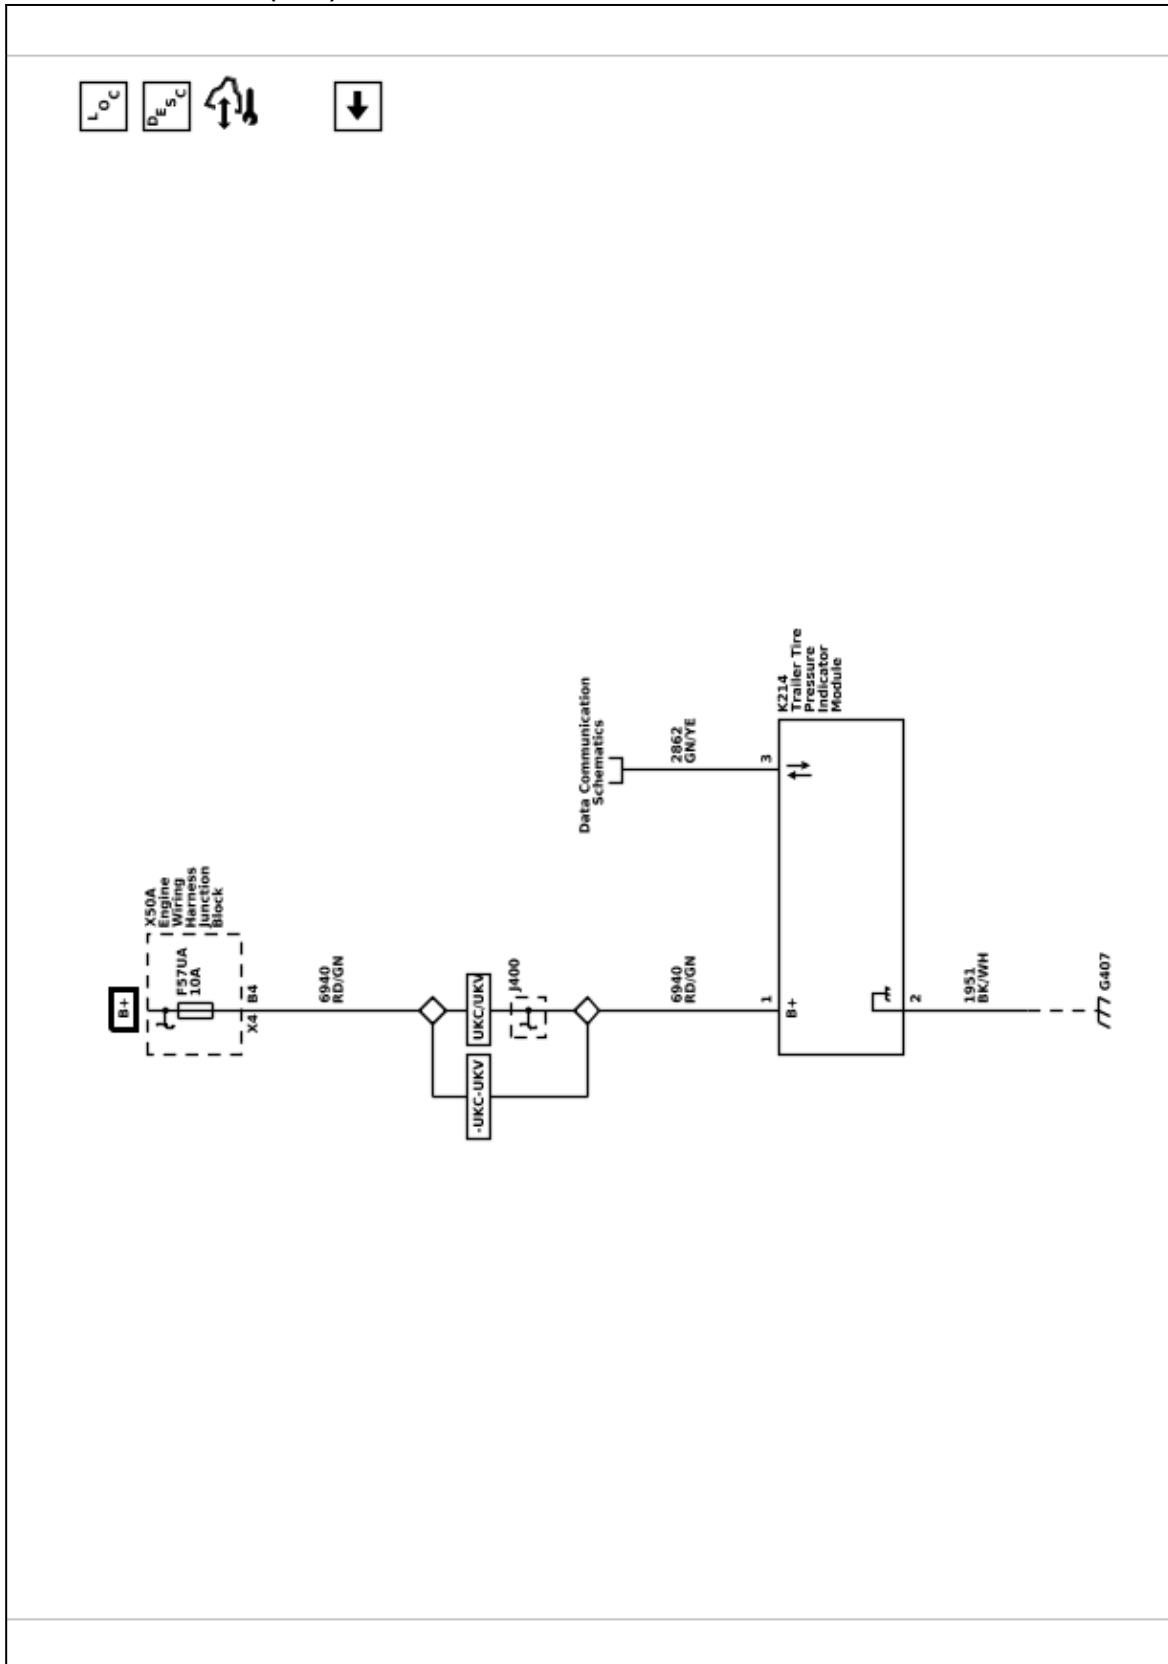 LOC
DESC
B+
X50A
Engine
Wiring
Harness
Junction
Block
F57UA
10A
X4
B4
6940
RD/GN
UKC/UKV
-UKC-UKV
J400
6940
RD/GN
Data Communication
Schematics
2862
GN/YE
1
B+
3
K214
Trailer Tire
Pressure
Indicator
Module
2
1951
BK/WH
G407